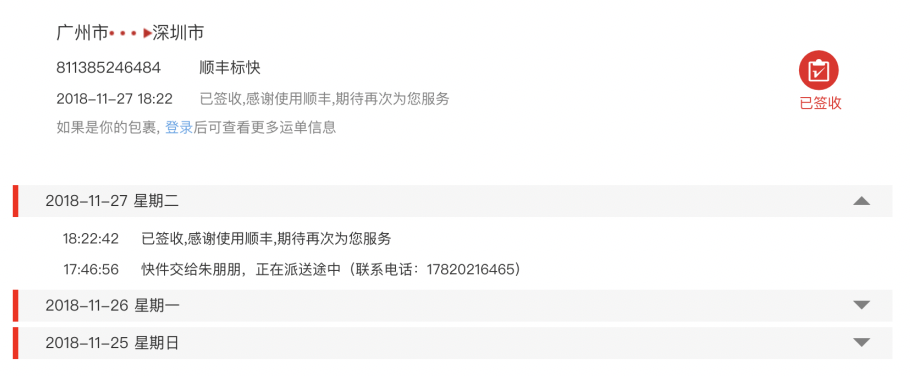 广州市 深圳市
811385246484 顺丰标快
2018-11-27 18:22 已签收,感谢使用顺丰,期待再次为您服务
已签收
如果是你的包裹, 登录后可查看更多运单信息
2018-11-27 星期二
18:22:42 已签收,感谢使用顺丰,期待再次为您服务
17:46:56 快件交给朱朋朋，正在派送途中（联系电话：17820216465）
2018-11-26 星期一
2018-11-25 星期日